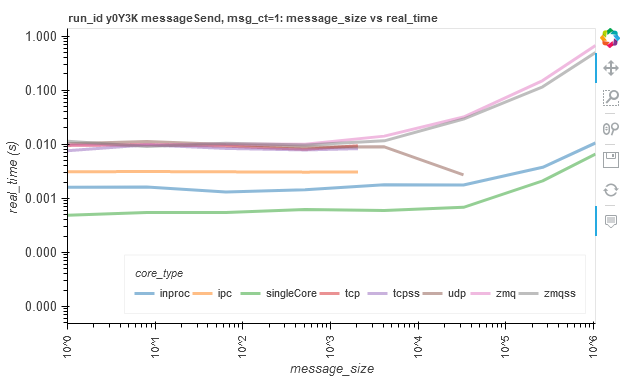 run_id y0Y3K messageSend, msg_ct=1: message_size vs real_time
1.000
0.100
0.010
0.001
0.000
0.000
real_time (s)
core_type
inproc ipc singleCore tcp tcpss udp zmq zmqss
10^0 10^1 10^2 10^3 10^4 10^5 10^6
message_size